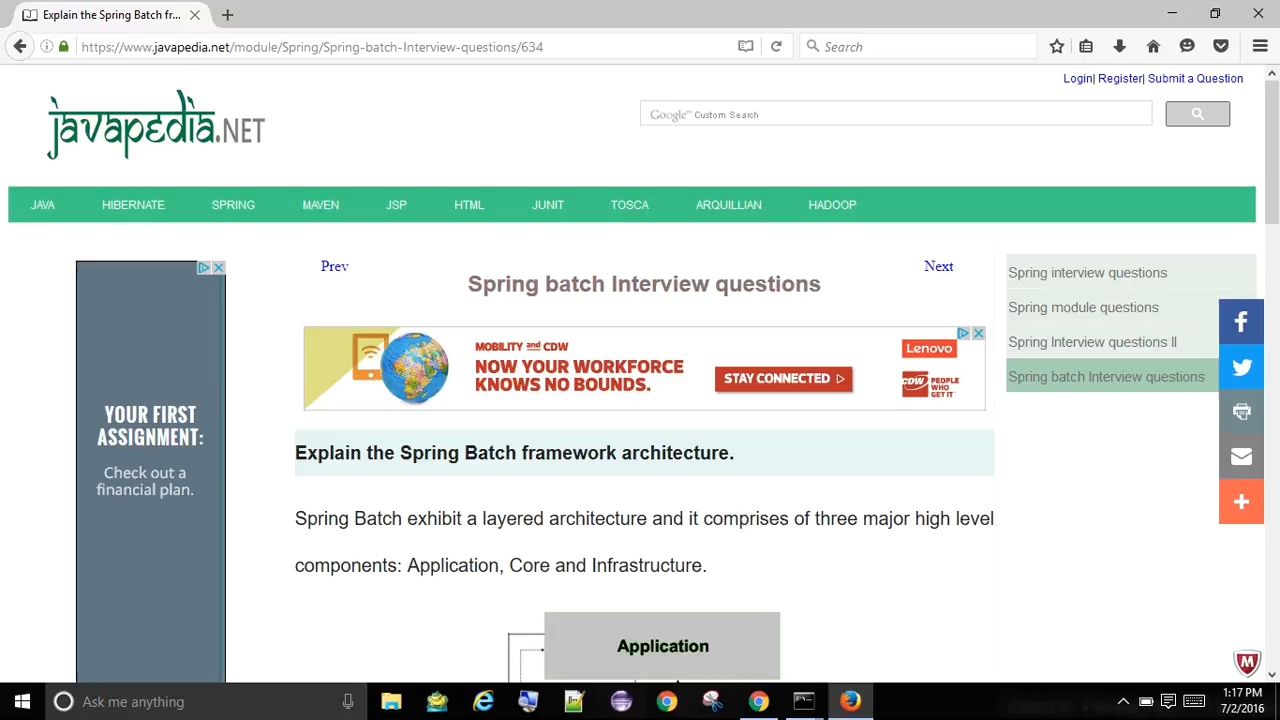 Explain the Spring Batch fr...
https://www.javapedia.net/module/Spring/Spring-batch-Interview-questions/634
Search
Login| Register| Submit a Question
javapedia.NET
Google™ Custom Search
JAVA HIBERNATE SPRING MAVEN JSP HTML JUNIT TOSCA ARQUILLIAN HADOOP
Prev Next
Spring batch Interview questions
Spring interview questions
Spring module questions
Spring Interview questions II
Spring batch Interview questions
MOBILITY and CDW
NOW YOUR WORKFORCE
KNOWS NO BOUNDS.
STAY CONNECTED
Lenovo
CDW PEOPLE
WHO
GET IT
YOUR FIRST
ASSIGNMENT:
Check out a
financial plan.
Explain the Spring Batch framework architecture.
Spring Batch exhibit a layered architecture and it comprises of three major high level
components: Application, Core and Infrastructure.
Application
Ask me anything
1:17 PM
7/2/2016